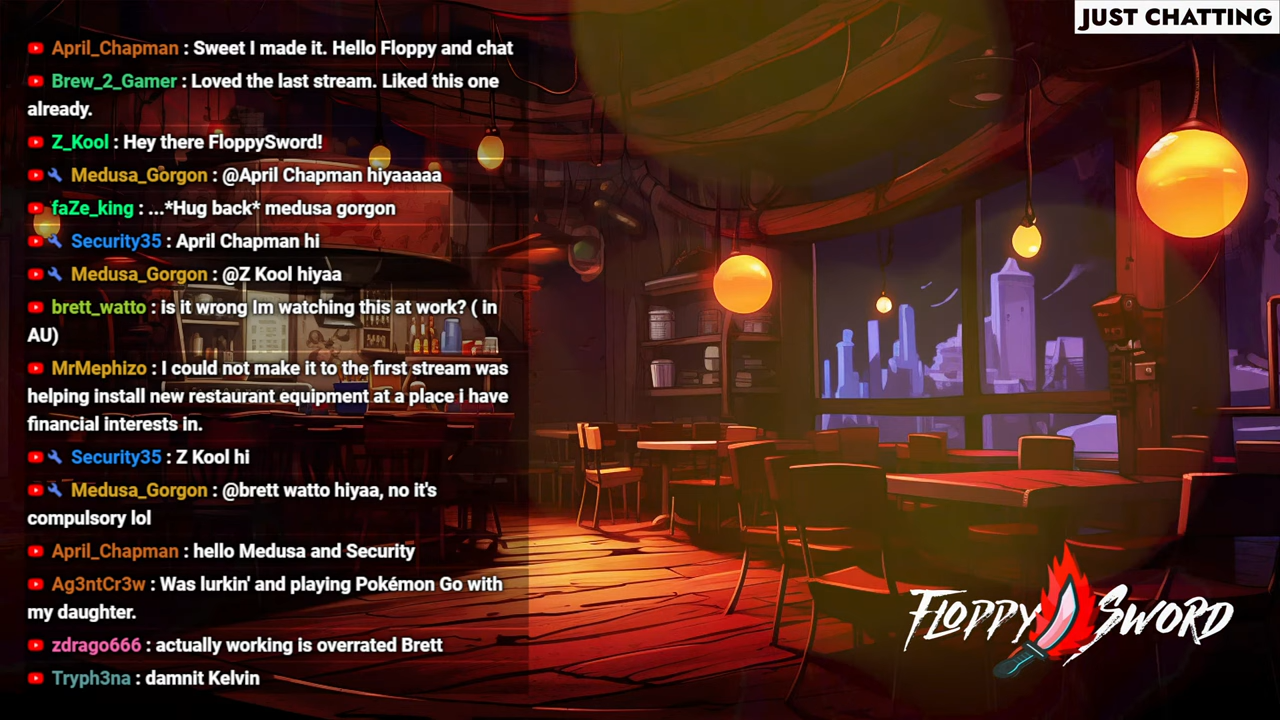 JUST CHATTING
April_Chapman : Sweet I made it. Hello Floppy and chat
Brew_2_Gamer : Loved the last stream. Liked this one
already.
Z_Kool : Hey there FloppySword!
Medusa_Gorgon : @April Chapman hiyaaaaa
faZe_king : ...*Hug back* medusa gorgon
Security35 : April Chapman hi
Medusa_Gorgon : @Z Kool hiyaa
brett_watto : is it wrong Im watching this at work? ( in
AU)
MrMephizo : I could not make it to the first stream was
helping install new restaurant equipment at a place i have
financial interests in.
Security35 : Z Kool hi
Medusa_Gorgon : @brett watto hiyaa, no it's
compulsory lol
April_Chapman : hello Medusa and Security
Ag3ntCr3w : Was lurkin' and playing Pokémon Go with
my daughter.
zdrago666 : actually working is overrated Brett
Tryph3na : damnit Kelvin
FLOPPY SWORD